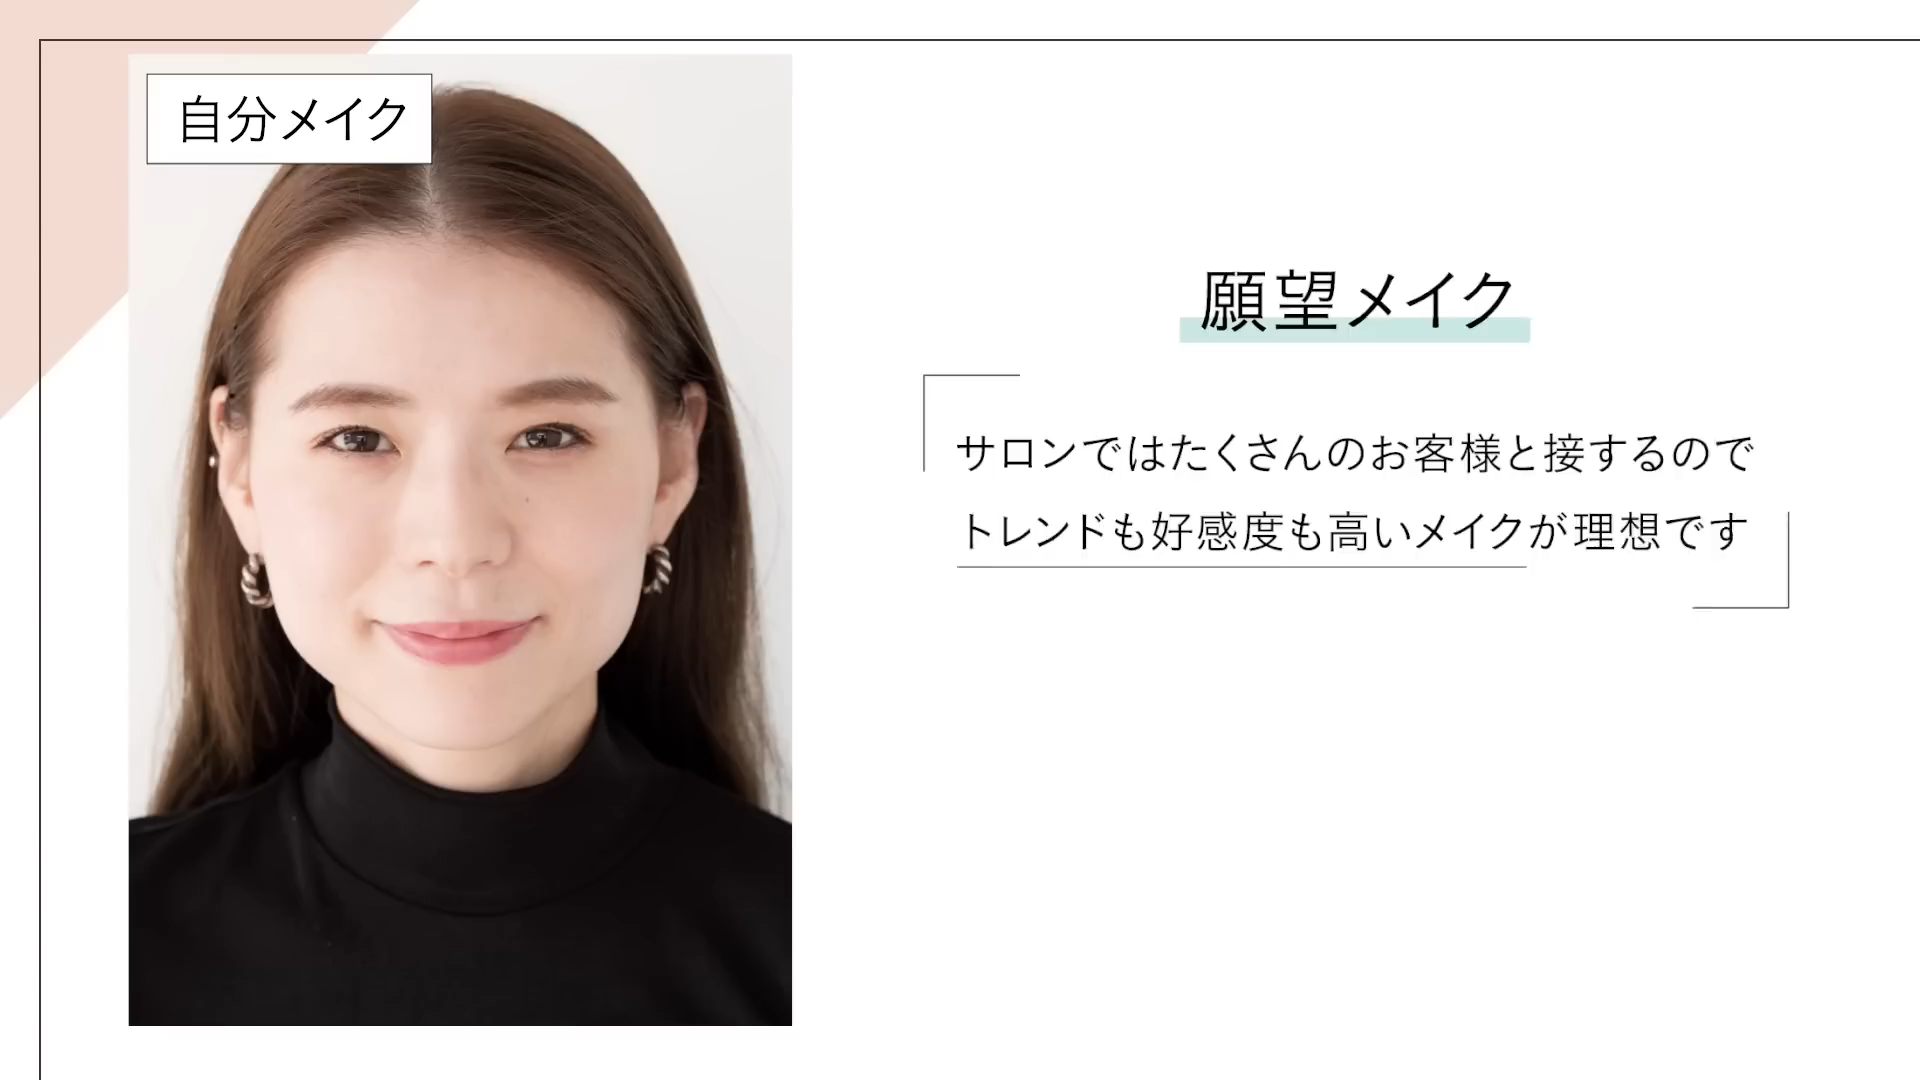 自分メイク
願望メイク
サロンではたくさんのお客様と接するので
トレンドも好感度も高いメイクが理想です